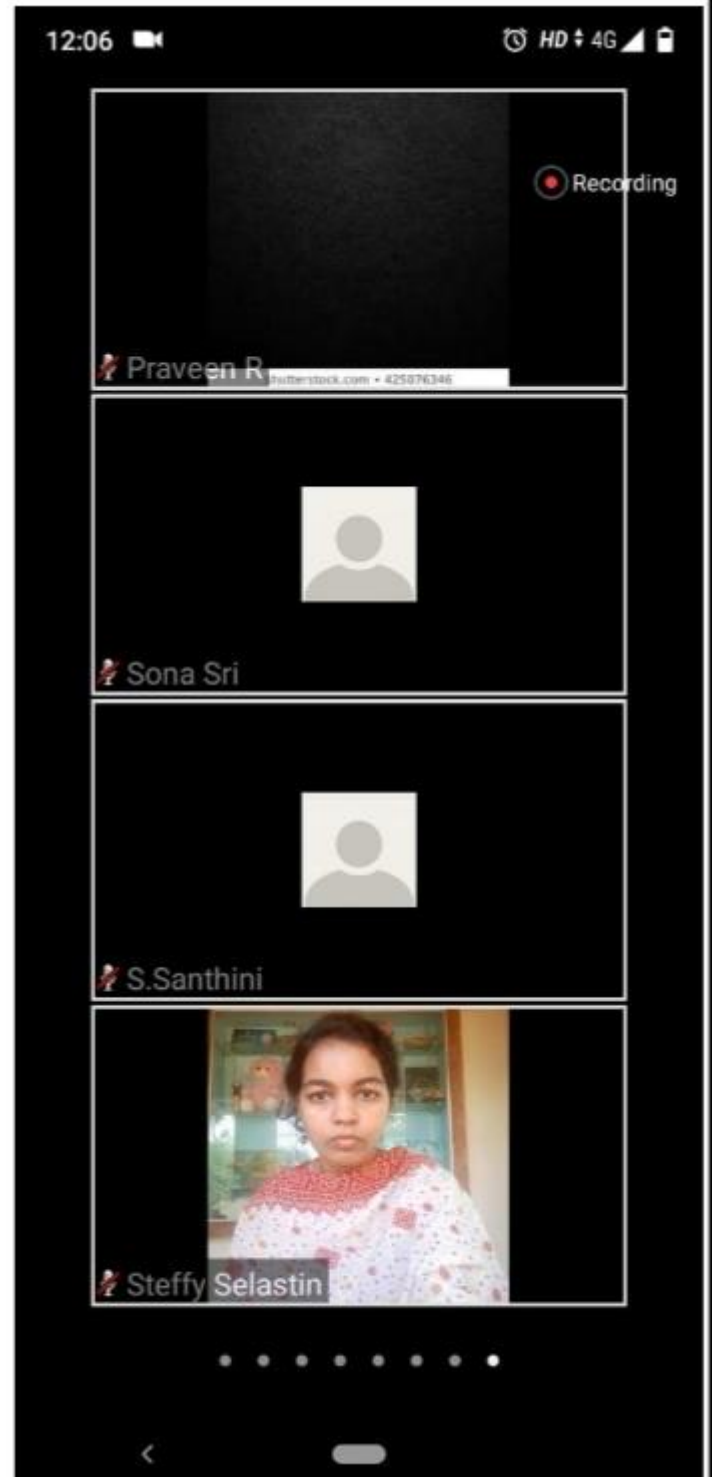 12:06
HD 4G
Recording
Praveen R
shutterstock.com • 425076346
Sona Sri
S.Santhini
Steffy Selastin